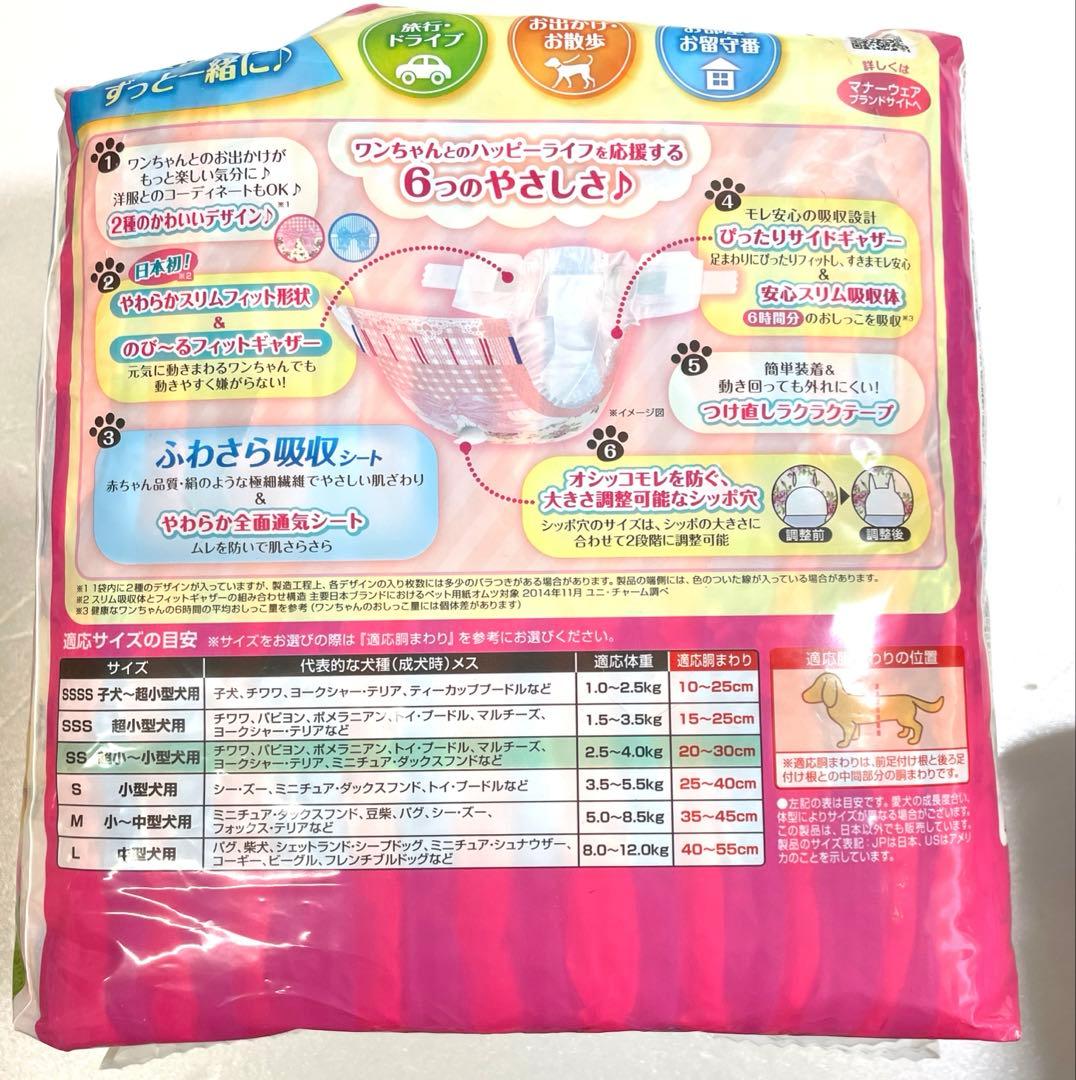 ずっと一緒に♪
旅行・
ドライブ
お出かけ・
お散歩
お留守番
詳しくは
マナーウェア
ブランドサイトへ
1
ワンちゃんとのお出かけが
もっと楽しい気分に♪
洋服とのコーディネートもOK♪
2種のかわいいデザイン♪※1
ワンちゃんとのハッピーライフを応援する
6つのやさしさ♪
2
日本初!※2
やわらかスリムフィット形状
&
のび〜るフィットギャザー
元気に動きまわるワンちゃんでも
動きやすく嫌がらない!
3
ふわさら吸収シート
赤ちゃん品質・絹のような極細繊維でやさしい肌ざわり
&
やわらか全面通気シート
ムレを防いで肌さらさら
4
モレ安心の吸収設計
ぴったりサイドギャザー
足まわりにぴったりフィットし、すきまモレ安心
&
安心スリム吸収体
6時間分のおしっこを吸収※3
5
簡単装着&
動き回っても外れにくい!
つけ直しラクラクテープ
※イメージ図
6
オシッコモレを防ぐ、
大きさ調整可能なシッポ穴
シッポ穴のサイズは、シッポの大きさに
合わせて2段階に調整可能
調整前
調整後
※1 1袋内に2種のデザインが入っていますが、製造工程上、各デザインの入り枚数には多少のバラつきがある場合があります。製品の端側には、色のついた線が入っている場合があります。
※2 スリム吸収体とフィットギャザーの組み合わせ構造 主要日本ブランドにおけるペット用紙オムツ対象 2014年11月 ユニ・チャーム調べ
※3 健康なワンちゃんの6時間の平均おしっこ量を参考(ワンちゃんのおしっこ量には個体差があります)
適応サイズの目安 ※サイズをお選びの際は『適応胴まわり』を参考にお選びください。
サイズ 代表的な犬種(成犬時)メス 適応体重 適応胴まわり
SSSS 子犬〜超小型犬用 子犬、チワワ、ヨークシャー・テリア、ティーカッププードルなど 1.0〜2.5kg 10〜25cm
SSS 超小型犬用 チワワ、パピヨン、ポメラニアン、トイ・プードル、マルチーズ、
ヨークシャー・テリアなど 1.5〜3.5kg 15〜25cm
SS 超小〜小型犬用 チワワ、パピヨン、ポメラニアン、トイ・プードル、マルチーズ、
ヨークシャー・テリア、ミニチュア・ダックスフンドなど 2.5〜4.0kg 20〜30cm
S 小型犬用 シー・ズー、ミニチュア・ダックスフンド、トイ・プードルなど 3.5〜5.5kg 25〜40cm
M 小〜中型犬用 ミニチュア・ダックスフンド、豆柴、パグ、シー・ズー、
フォックス・テリアなど 5.0〜8.5kg 35〜45cm
L 中型犬用 パグ、柴犬、シェットランド・シープドッグ、ミニチュア・シュナウザー、
コーギー、ビーグル、フレンチブルドッグなど 8.0〜12.0kg 40〜55cm
適応胴まわりの位置
※適応胴まわりは、前足付け根と後ろ足
付け根との中間部分の胴まわりです。
●左記の表は目安です。愛犬の成長度合い、
体型によりサイズが異なる場合がございます。
この製品は、日本以外でも販売しています。
製品のサイズ表記:JPは日本、USはアメリ
カのことを示しています。